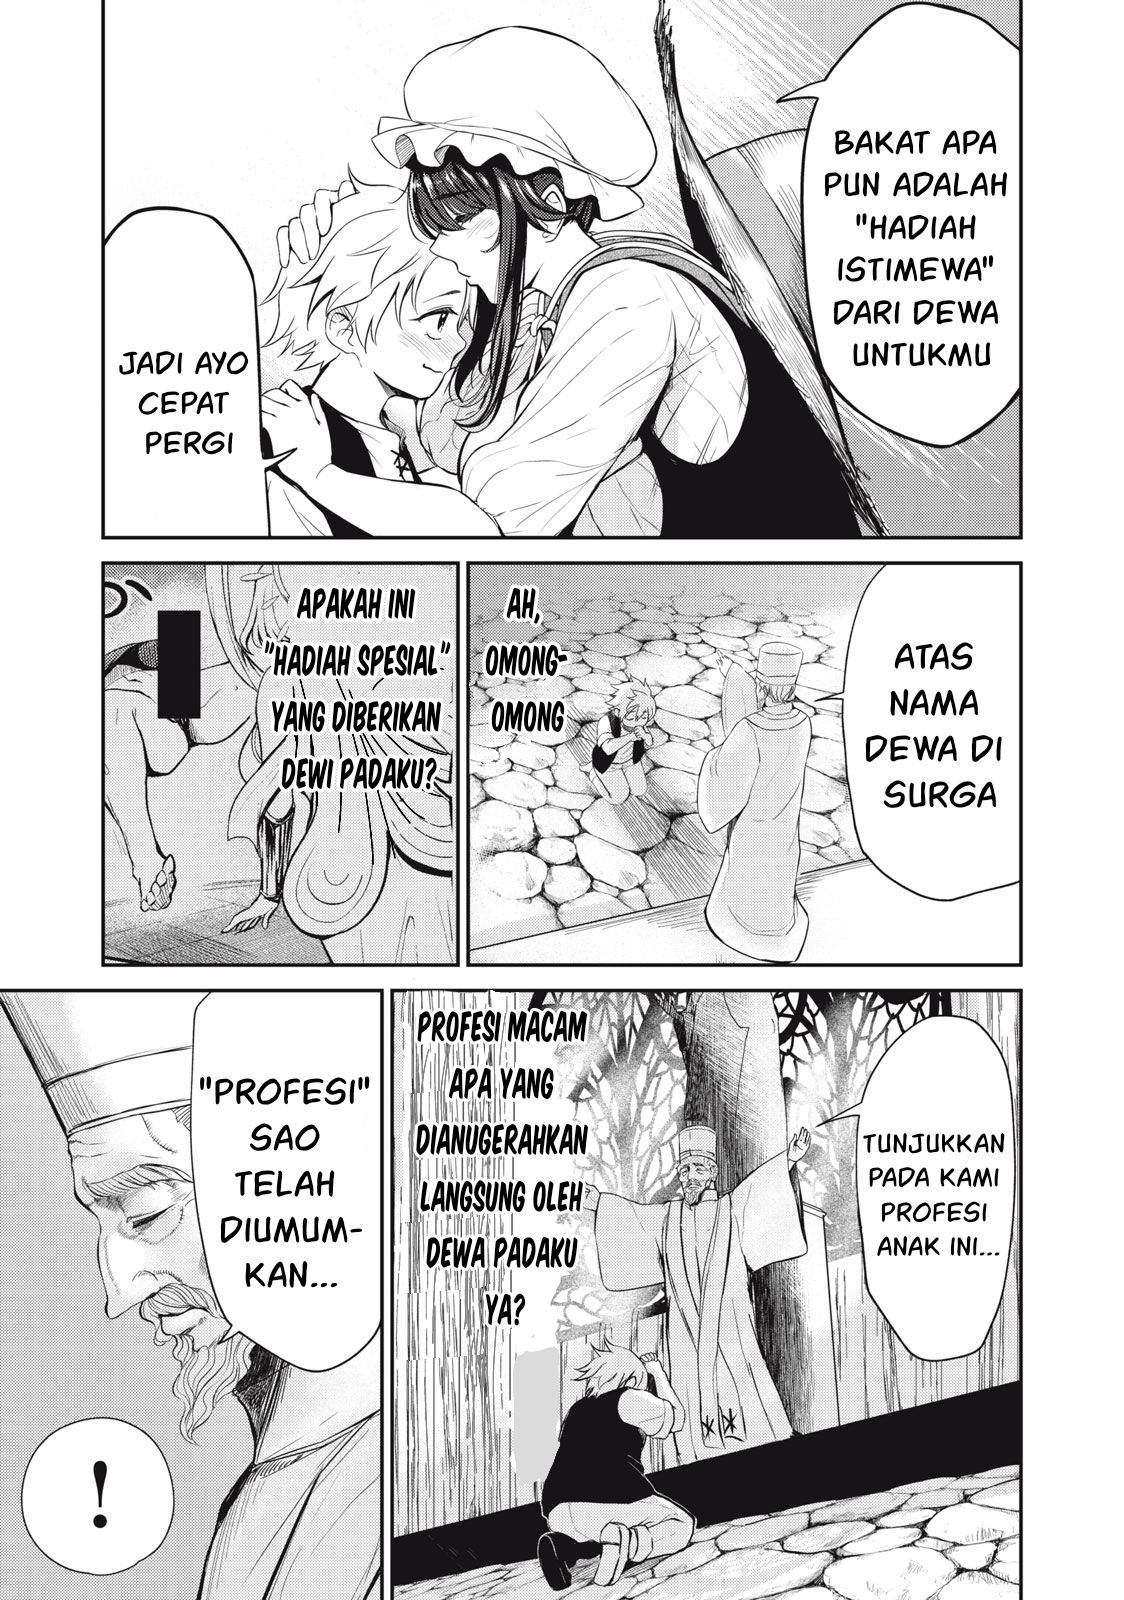 BAKAT APA
PUN ADALAH
"HADIAH
ISTIMEWA"
DARI DEWA
UNTUKMU
JADI AYO
CEPAT
PERGI
ATAS
NAMA
DEWA DI
SURGA
AH,
OMONG-
OMONG
APAKAH INI
"HADIAH SPESIAL"
YANG DIBERIKAN
DEWI PADAKU?
TUNJUKKAN
PADA KAMI
PROFESI
ANAK INI...
PROFESI MACAM
APA YANG
DIANUGERAHKAN
LANGSUNG OLEH
DEWA PADAKU
YA?
"PROFESI"
SAO
TELAH
DIUMUM-
KAN...
!